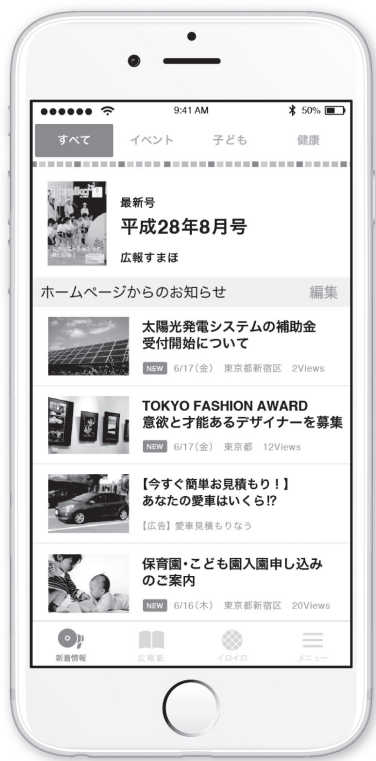 9:41 AM
50%
すべて
イベント
子ども
健康
最新号
平成28年8月号
広報すまほ
ホームページからのお知らせ
編集
太陽光発電システムの補助金
受付開始について
NEW 6/17(金) 東京都新宿区 2Views
TOKYO FASHION AWARD
意欲と才能あるデザイナーを募集
NEW 6/17(金) 東京都 12Views
【今すぐ簡単お見積もり！】
あなたの愛車はいくら!?
【広告】愛車見積もりなう
保育園・こども園入園申し込み
のご案内
NEW 6/16(木) 東京都新宿区 20Views
新着情報
広報紙
イロイロ
メニュー